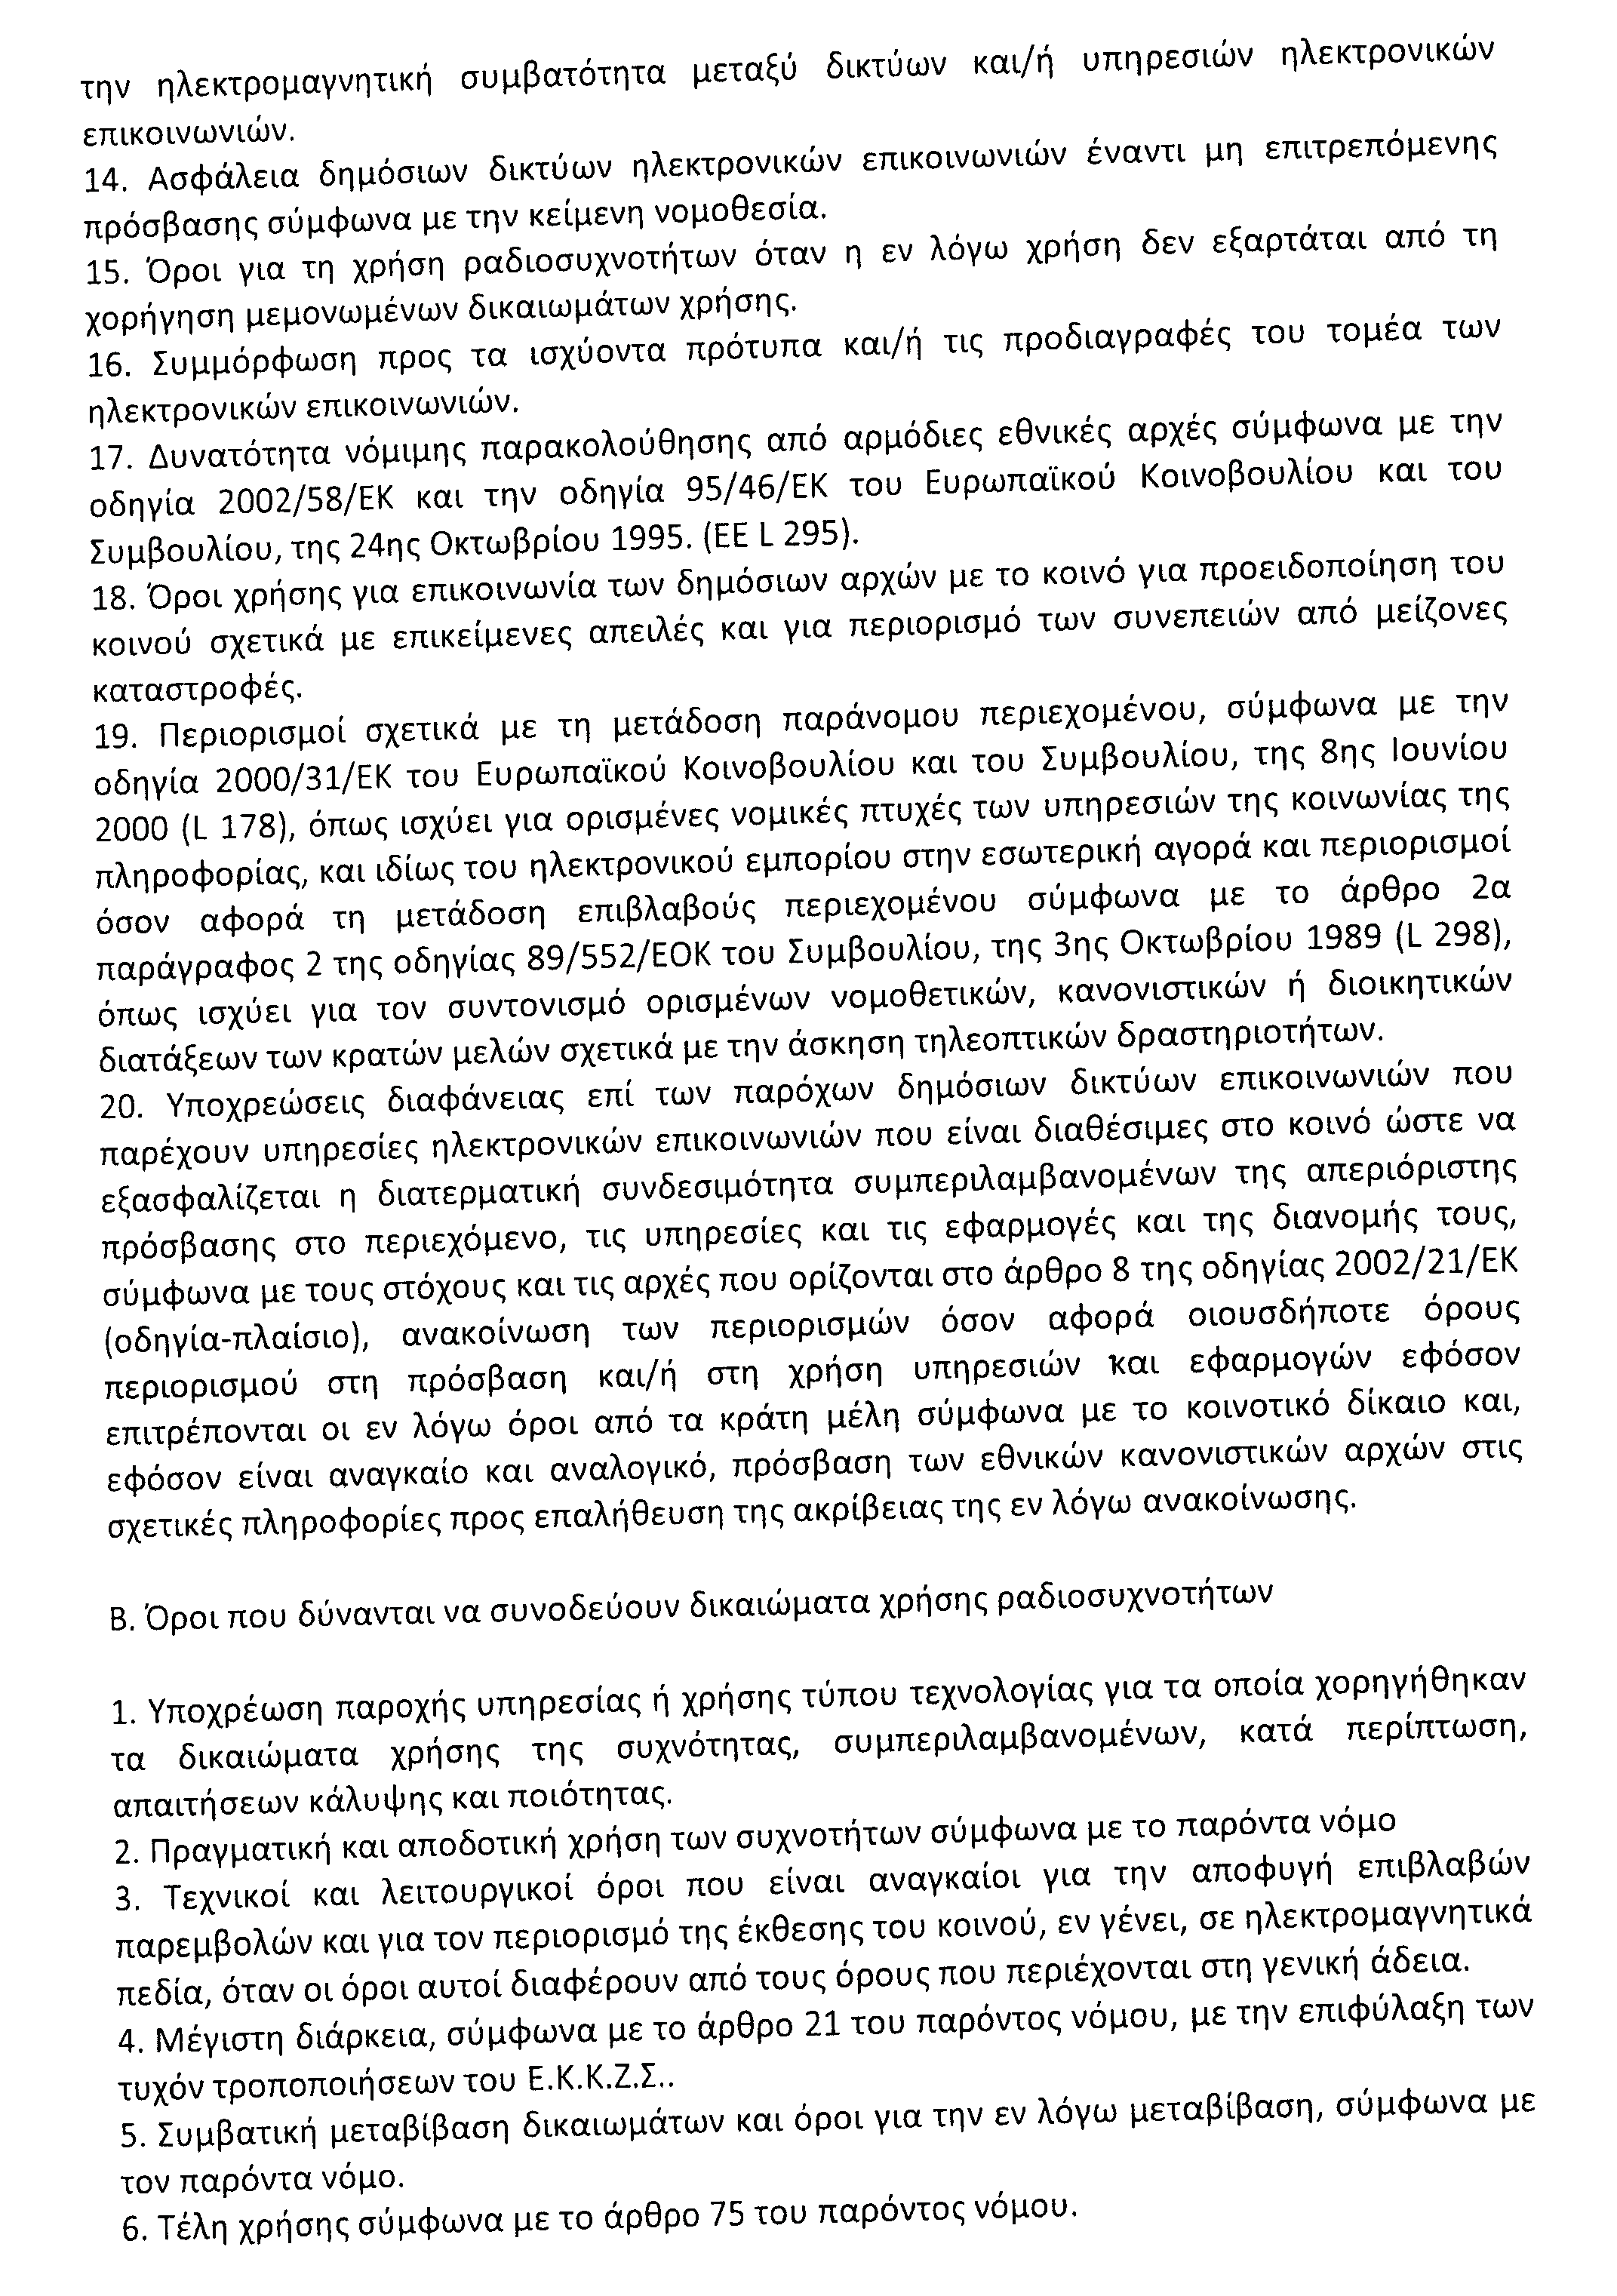 την ηλεκτρομαγνητική συμβατότητα μεταξύ δικτύων και/ή υπηρεσιών ηλεκτρονικών
επικοινωνιών.
14. Ασφάλεια δημόσιων δικτύων ηλεκτρονικών επικοινωνιών έναντι μη επιτρεπόμενης
πρόσβασης σύμφωνα με την κείμενη νομοθεσία.
15. Όροι για τη χρήση ραδιοσυχνοτήτων όταν η εν λόγω χρήση δεν εξαρτάται από τη
χορήγηση μεμονωμένων δικαιωμάτων χρήσης.
16. Συμμόρφωση προς τα ισχύοντα πρότυπα και/ή τις προδιαγραφές του τομέα των
ηλεκτρονικών επικοινωνιών.
17. Δυνατότητα νόμιμης παρακολούθησης από αρμόδιες εθνικές αρχές σύμφωνα με την
οδηγία 2002/58/ΕΚ και την οδηγία 95/46/ΕΚ του Ευρωπαϊκού Κοινοβουλίου και του
Συμβουλίου, της 24ης Οκτωβρίου 1995. (ΕΕ L 295).
18. Όροι χρήσης για επικοινωνία των δημόσιων αρχών με το κοινό για προειδοποίηση του
κοινού σχετικά με επικείμενες απειλές και για περιορισμό των συνεπειών από μείζονες
καταστροφές.
19. Περιορισμοί σχετικά με τη μετάδοση παράνομου περιεχομένου, σύμφωνα με την
οδηγία 2000/31/ΕΚ του Ευρωπαϊκού Κοινοβουλίου και του Συμβουλίου, της 8ης Ιουνίου
2000 (L 178), όπως ισχύει για ορισμένες νομικές πτυχές των υπηρεσιών της κοινωνίας της
πληροφορίας, και ιδίως του ηλεκτρονικού εμπορίου στην εσωτερική αγορά και περιορισμοί
όσον αφορά τη μετάδοση επιβλαβούς περιεχομένου σύμφωνα με το άρθρο 2α
παράγραφος 2 της οδηγίας 89/552/ΕΟΚ του Συμβουλίου, της 3ης Οκτωβρίου 1989 (L 298),
όπως ισχύει για τον συντονισμό ορισμένων νομοθετικών, κανονιστικών ή διοικητικών
διατάξεων των κρατών μελών σχετικά με την άσκηση τηλεοπτικών δραστηριοτήτων.
20. Υποχρεώσεις διαφάνειας επί των παρόχων δημόσιων δικτύων επικοινωνιών που
παρέχουν υπηρεσίες ηλεκτρονικών επικοινωνιών που είναι διαθέσιμες στο κοινό ώστε να
εξασφαλίζεται η διατερματική συνδεσιμότητα συμπεριλαμβανομένων της απεριόριστης
πρόσβασης στο περιεχόμενο, τις υπηρεσίες και τις εφαρμογές και της διανομής τους,
σύμφωνα με τους στόχους και τις αρχές που ορίζονται στο άρθρο 8 της οδηγίας 2002/21/ΕΚ
(οδηγία-πλαίσιο), ανακοίνωση των περιορισμών όσον αφορά οιουσδήποτε όρους
περιορισμού στη πρόσβαση και/ή στη χρήση υπηρεσιών και εφαρμογών εφόσον
επιτρέπονται οι εν λόγω όροι από τα κράτη μέλη σύμφωνα με το κοινοτικό δίκαιο και,
εφόσον είναι αναγκαίο και αναλογικό, πρόσβαση των εθνικών κανονιστικών αρχών στις
σχετικές πληροφορίες προς επαλήθευση της ακρίβειας της εν λόγω ανακοίνωσης.
Β. Όροι που δύνανται να συνοδεύουν δικαιώματα χρήσης ραδιοσυχνοτήτων
1. Υποχρέωση παροχής υπηρεσίας ή χρήσης τύπου τεχνολογίας για τα οποία χορηγήθηκαν
τα δικαιώματα χρήσης της συχνότητας, συμπεριλαμβανομένων, κατά περίπτωση,
απαιτήσεων κάλυψης και ποιότητας.
2. Πραγματική και αποδοτική χρήση των συχνοτήτων σύμφωνα με το παρόντα νόμο
3. Τεχνικοί και λειτουργικοί όροι που είναι αναγκαίοι για την αποφυγή επιβλαβών
παρεμβολών και για τον περιορισμό της έκθεσης του κοινού, εν γένει, σε ηλεκτρομαγνητικά
πεδία, όταν οι όροι αυτοί διαφέρουν από τους όρους που περιέχονται στη γενική άδεια.
4. Μέγιστη διάρκεια, σύμφωνα με το άρθρο 21 του παρόντος νόμου, με την επιφύλαξη των
τυχόν τροποποιήσεων του Ε.Κ.Κ.Ζ.Σ..
5. Συμβατική μεταβίβαση δικαιωμάτων και όροι για την εν λόγω μεταβίβαση, σύμφωνα με
τον παρόντα νόμο.
6. Τέλη χρήσης σύμφωνα με το άρθρο 75 του παρόντος νόμου.